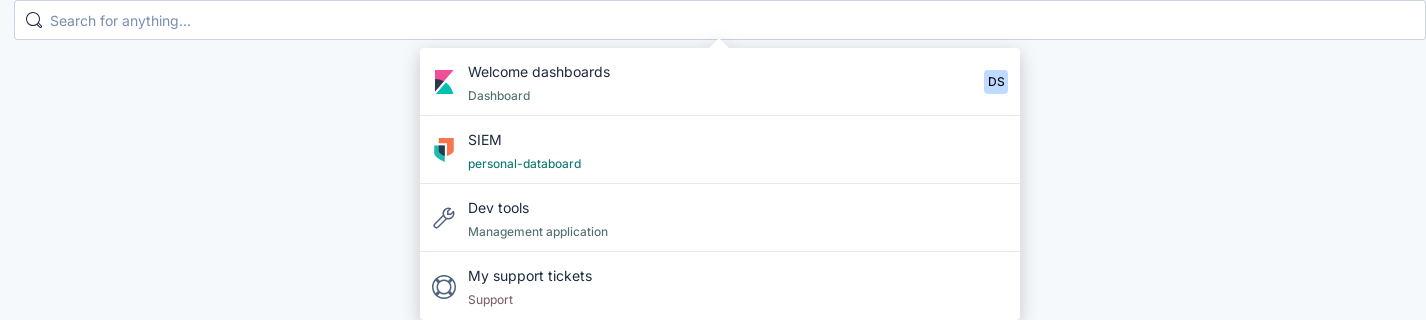 Search for anything...
Welcome dashboards
Dashboard
DS
SIEM
personal-databoard
Dev tools
Management application
My support tickets
Support